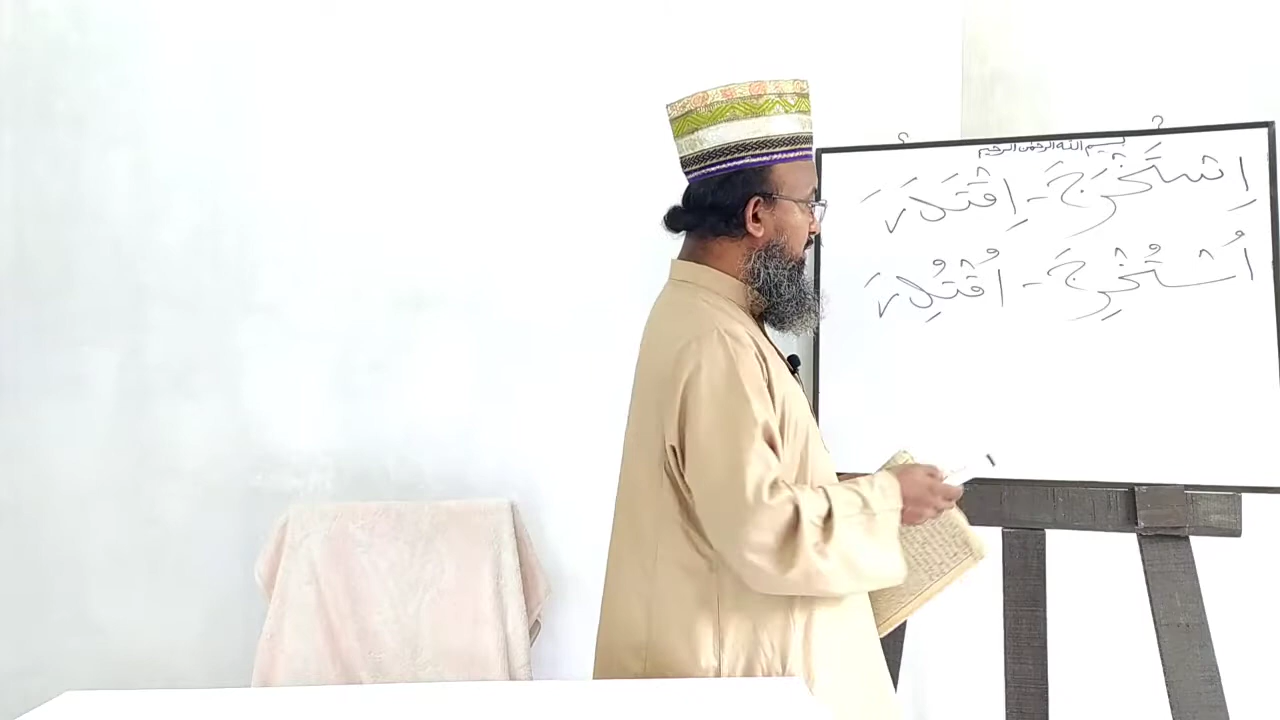 بسم الله الرحمن الرحيم
اِسْتَخْرَجَ - اِقْتَدَرَ
اُسْتُخْرِجَ - اُقْتُدِرَ